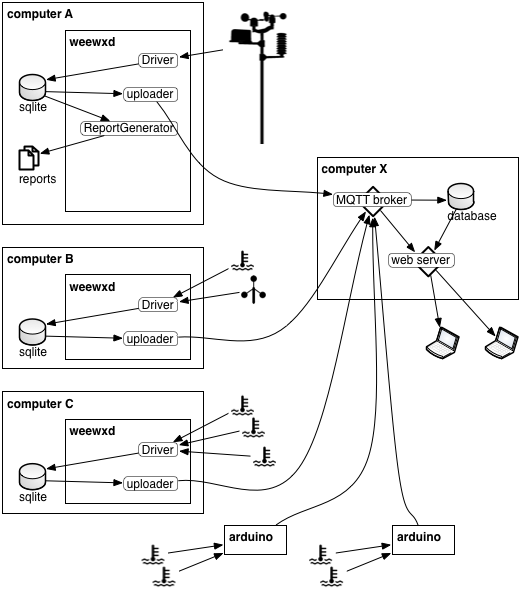 computer A
weewxd
Driver
uploader
sqlite
ReportGenerator
reports
computer X
MQTT broker
database
web server
computer B
weewxd
Driver
uploader
sqlite
computer C
weewxd
Driver
uploader
sqlite
arduino
arduino